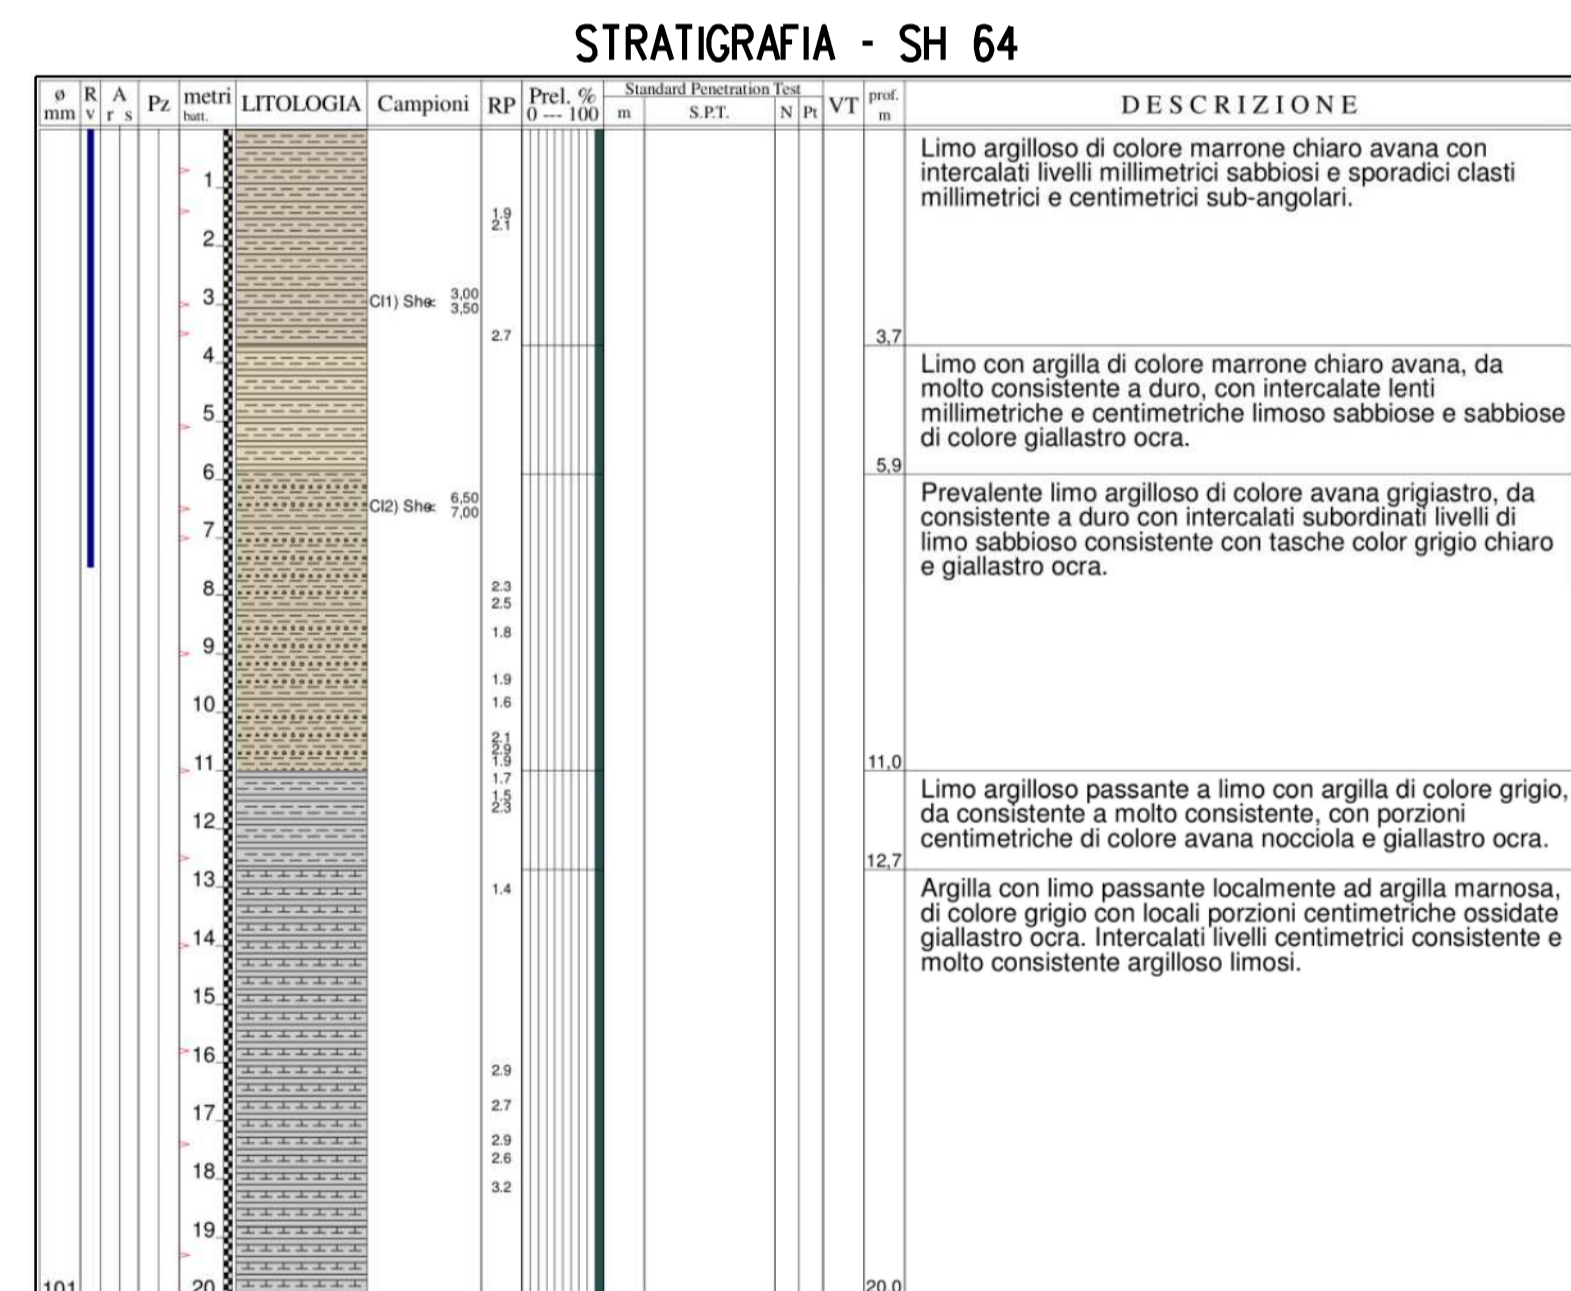 STRATIGRAFIA - SH 64
ø mm
R v
A r s
Pz
metri batt.
LITOLOGIA
Campioni
RP
Prel. % 0 --- 100
Standard Penetration Test
m
S.P.T.
N
Pt
VT
prof. m
DESCRIZIONE
Limo argilloso di colore marrone chiaro avana con
intercalati livelli millimetrici sabbiosi e sporadici clasti
millimetrici e centimetrici sub-angolari.
1
1.9
2.1
2
3
CI1) She
3,00
3,50
2.7
3,7
4
Limo con argilla di colore marrone chiaro avana, da
molto consistente a duro, con intercalate lenti
millimetriche e centimetriche limoso sabbiose e sabbiose
di colore giallastro ocra.
5
5,9
6
Prevalente limo argilloso di colore avana grigiastro, da
consistente a duro con intercalati subordinati livelli di
limo sabbioso consistente con tasche color grigio chiaro
e giallastro ocra.
CI2) She
6,50
7,00
7
8
2.3
2.5
1.8
9
1.9
1.6
10
2.1
2.9
1.9
11
11,0
1.7
1.5
2.3
Limo argilloso passante a limo con argilla di colore grigio,
da consistente a molto consistente, con porzioni
centimetriche di colore avana nocciola e giallastro ocra.
12
12,7
13
1.4
Argilla con limo passante localmente ad argilla marnosa,
di colore grigio con locali porzioni centimetriche ossidate
giallastro ocra. Intercalati livelli centimetrici consistente e
molto consistente argilloso limosi.
14
15
16
2.9
2.7
17
2.9
2.6
18
3.2
19
101
20
20,0